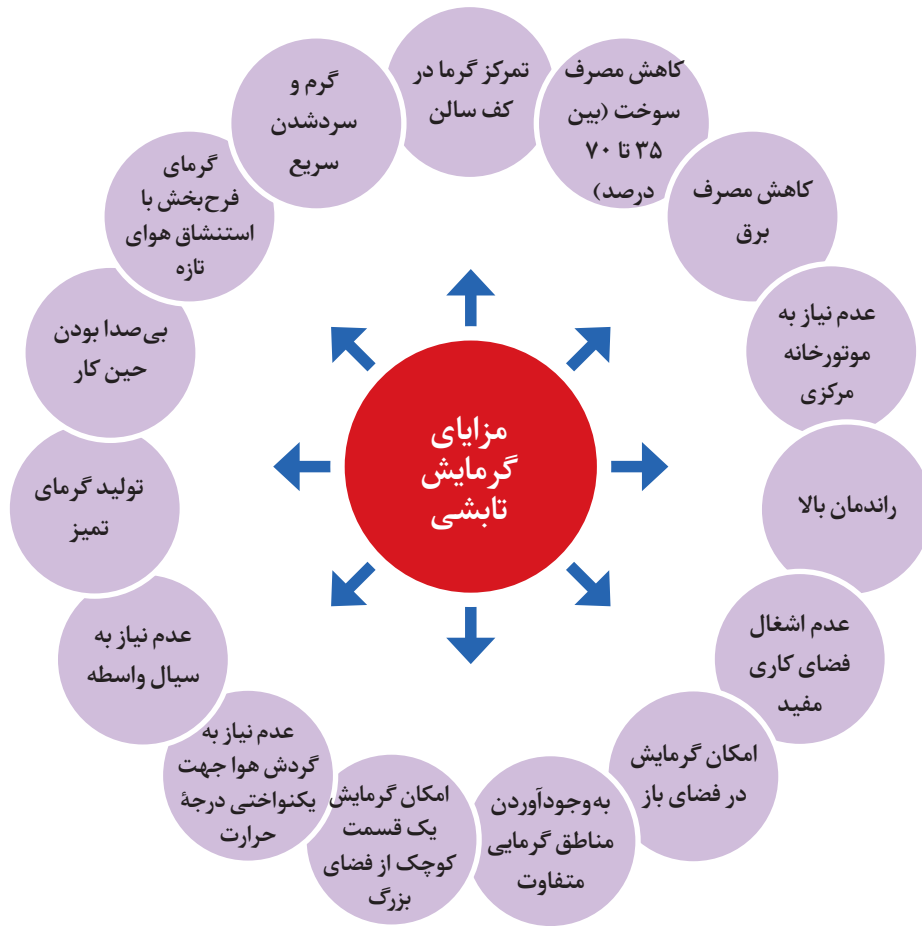 مزایای
گرمایش
تابشی
تمرکز گرما در
کف سالن
کاهش مصرف
سوخت (بین
۳۵ تا ۷۰
درصد)
کاهش مصرف
برق
عدم نیاز به
موتورخانه
مرکزی
راندمان بالا
عدم اشغال
فضای کاری
مفید
امکان گرمایش
در فضای باز
به‌وجودآوردن
مناطق گرمایی
متفاوت
امکان گرمایش
یک قسمت
کوچک از فضای
بزرگ
عدم نیاز به
گردش هوا جهت
یکنواختی درجۀ
حرارت
عدم نیاز به
سیال واسطه
تولید گرمای
تمیز
بی‌صدا بودن
حین کار
گرمای
فرح‌بخش با
استنشاق هوای
تازه
گرم و
سردشدن
سریع